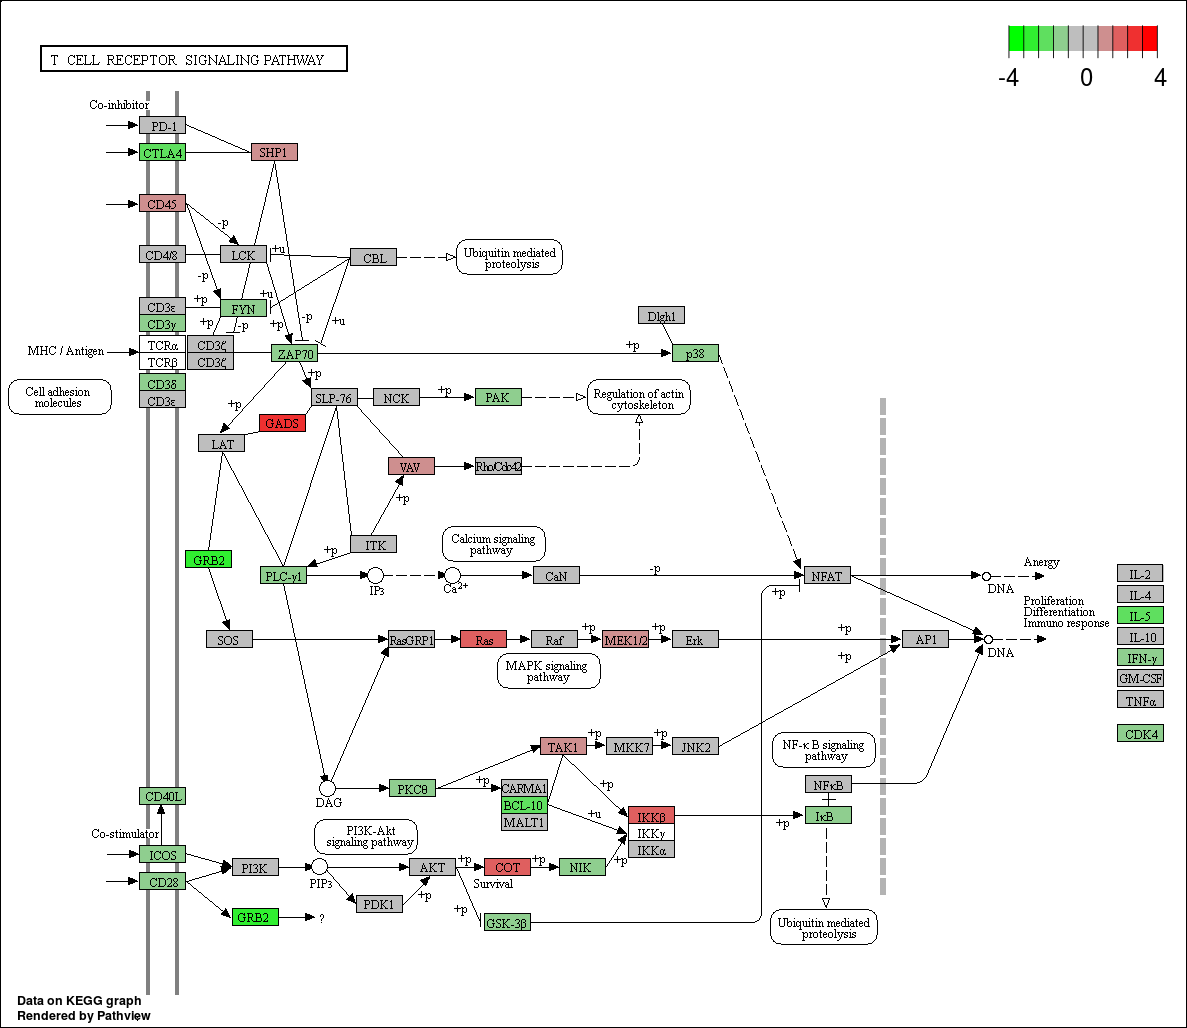 T CELL RECEPTOR SIGNALING PATHWAY
-4 0 4
Co-inhibitor
PD-1
CTLA4
SHP1
CD45
-p
CD4/8
LCK
+u
CBL
Ubiquitin mediated
proteolysis
-p
CD3ε
+p
FYN
+u
CD3γ
+p
-p
+p
-p
+u
Dlgh1
MHC / Antigen
TCRα
CD3ζ
TCRβ
CD3ζ
ZAP70
+p
p38
Cell adhesion
molecules
CD3δ
CD3ε
+p
+p
SLP-76
NCK
+p
PAK
Regulation of actin
cytoskeleton
GADS
LAT
VAV
Rho/Cdc42
+p
ITK
+p
GRB2
PLC-γ1
IP3
Ca2+
Calcium signaling
pathway
CaN
-p
NFAT
+p
DNA
Anergy
Proliferation
Differentiation
Immuno response
SOS
RasGRP1
Ras
Raf
+p
MEK1/2
+p
Erk
+p
+p
AP1
DNA
MAPK signaling
pathway
IL-2
IL-4
IL-5
IL-10
IFN-γ
GM-CSF
TNFα
CDK4
TAK1
+p
MKK7
+p
JNK2
NF-κ B signaling
pathway
DAG
PKCθ
+p
CARMA1
BCL-10
MALT1
+p
+u
IKKβ
IKKγ
IKKα
+p
NFκB
IκB
CD40L
Co-stimulator
ICOS
CD28
PI3K
PIP3
PI3K-Akt
signaling pathway
AKT
+p
COT
Survival
+p
NIK
+p
PDK1
+p
+p
GSK-3β
GRB2
?
Ubiquitin mediated
proteolysis
Data on KEGG graph
Rendered by Pathview